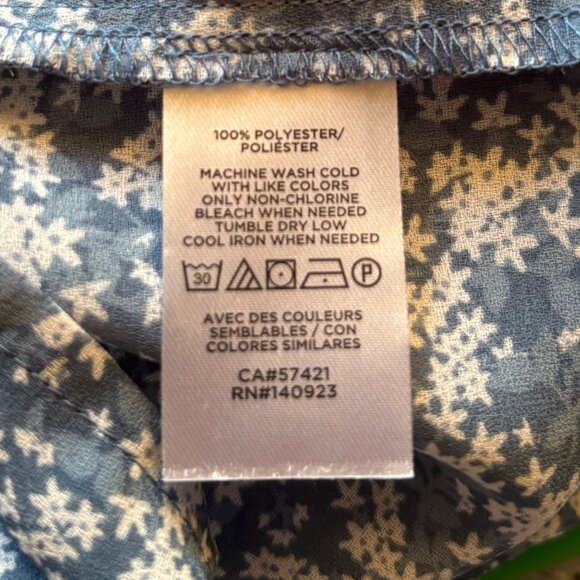 100% POLYESTER/
POLIÉSTER
MACHINE WASH COLD
WITH LIKE COLORS
ONLY NON-CHLORINE
BLEACH WHEN NEEDED
TUMBLE DRY LOW
COOL IRON WHEN NEEDED
30 P
AVEC DES COULEURS
SEMBLABLES / CON
COLORES SIMILARES
CA#57421
RN#140923